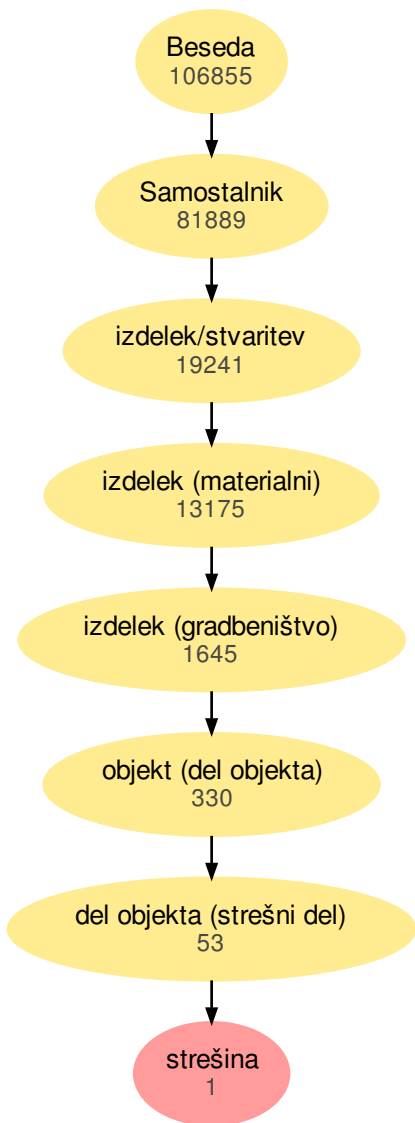 Beseda
106855
Samostalnik
81889
izdelek/stvaritev
19241
izdelek (materialni)
13175
izdelek (gradbeništvo)
1645
objekt (del objekta)
330
del objekta (strešni del)
53
strešina
1